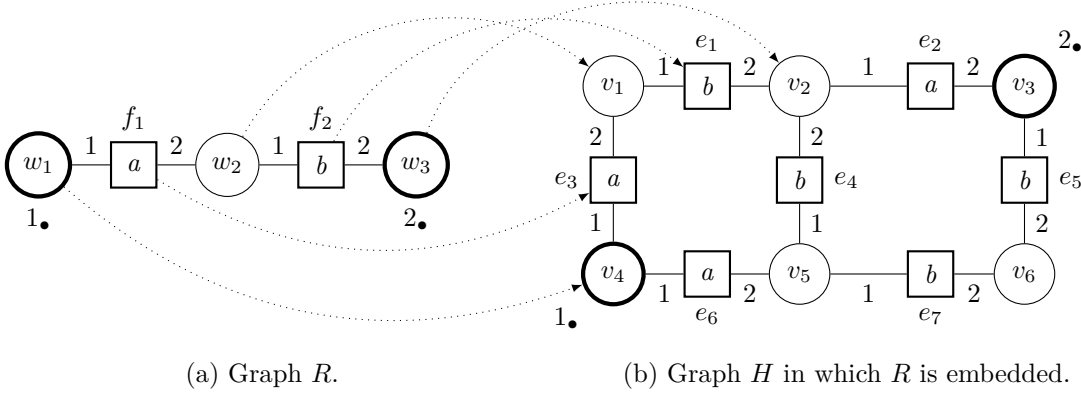 e1 e2 2•
v1 1 b 2 v2 1 a 2 v3
f1 f2
2 2 1
w1 1 a 2 w2 1 b 2 w3
e3 a b e4 b e5
1• 2•
1 1 2
v4 1 a 2 v5 1 b 2 v6
1• e6 e7
(a) Graph R.
(b) Graph H in which R is embedded.